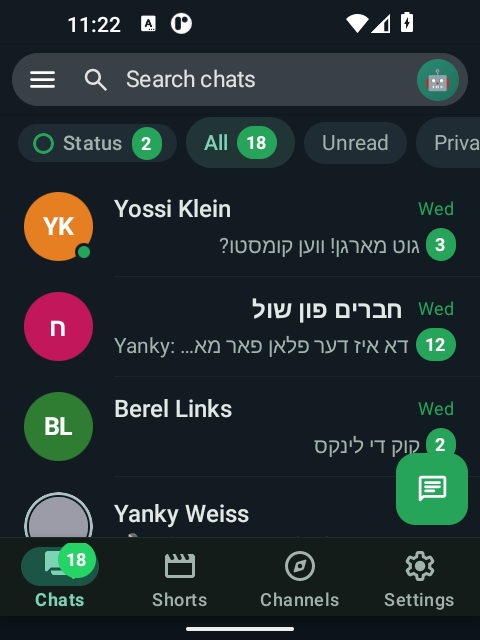 11:22
A
Search chats
Status 2
All 18
Unread
Priva
YK
Yossi Klein
Wed
גוט מארגן! ווען קומסטו?
3
ח
חברים פון שול
Wed
Yanky: דא איז דער פלאן פאר מא...
12
BL
Berel Links
Wed
קוק די לינקס
2
Yanky Weiss
18
Chats
Shorts
Channels
Settings